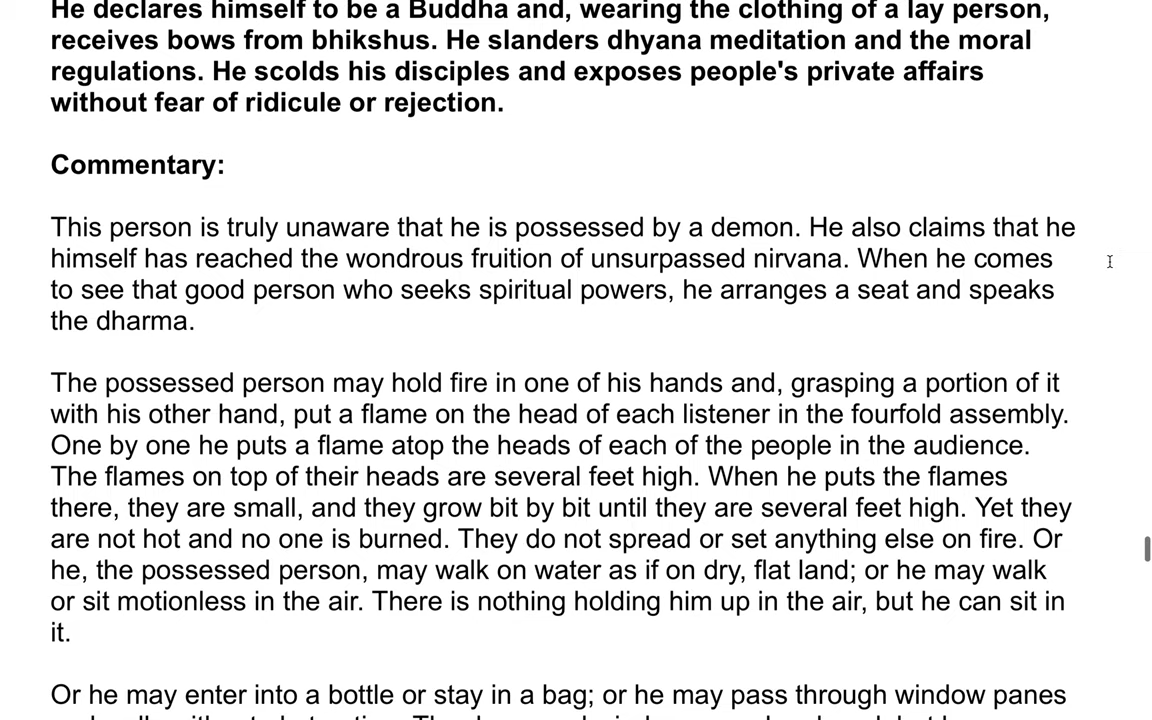 He declares himself to be a Buddha and, wearing the clothing of a lay person,
receives bows from bhikshus. He slanders dhyana meditation and the moral
regulations. He scolds his disciples and exposes people's private affairs
without fear of ridicule or rejection.
Commentary:
This person is truly unaware that he is possessed by a demon. He also claims that he
himself has reached the wondrous fruition of unsurpassed nirvana. When he comes
to see that good person who seeks spiritual powers, he arranges a seat and speaks
the dharma.
The possessed person may hold fire in one of his hands and, grasping a portion of it
with his other hand, put a flame on the head of each listener in the fourfold assembly.
One by one he puts a flame atop the heads of each of the people in the audience.
The flames on top of their heads are several feet high. When he puts the flames
there, they are small, and they grow bit by bit until they are several feet high. Yet they
are not hot and no one is burned. They do not spread or set anything else on fire. Or
he, the possessed person, may walk on water as if on dry, flat land; or he may walk
or sit motionless in the air. There is nothing holding him up in the air, but he can sit in
it.
Or he may enter into a bottle or stay in a bag; or he may pass through window panes